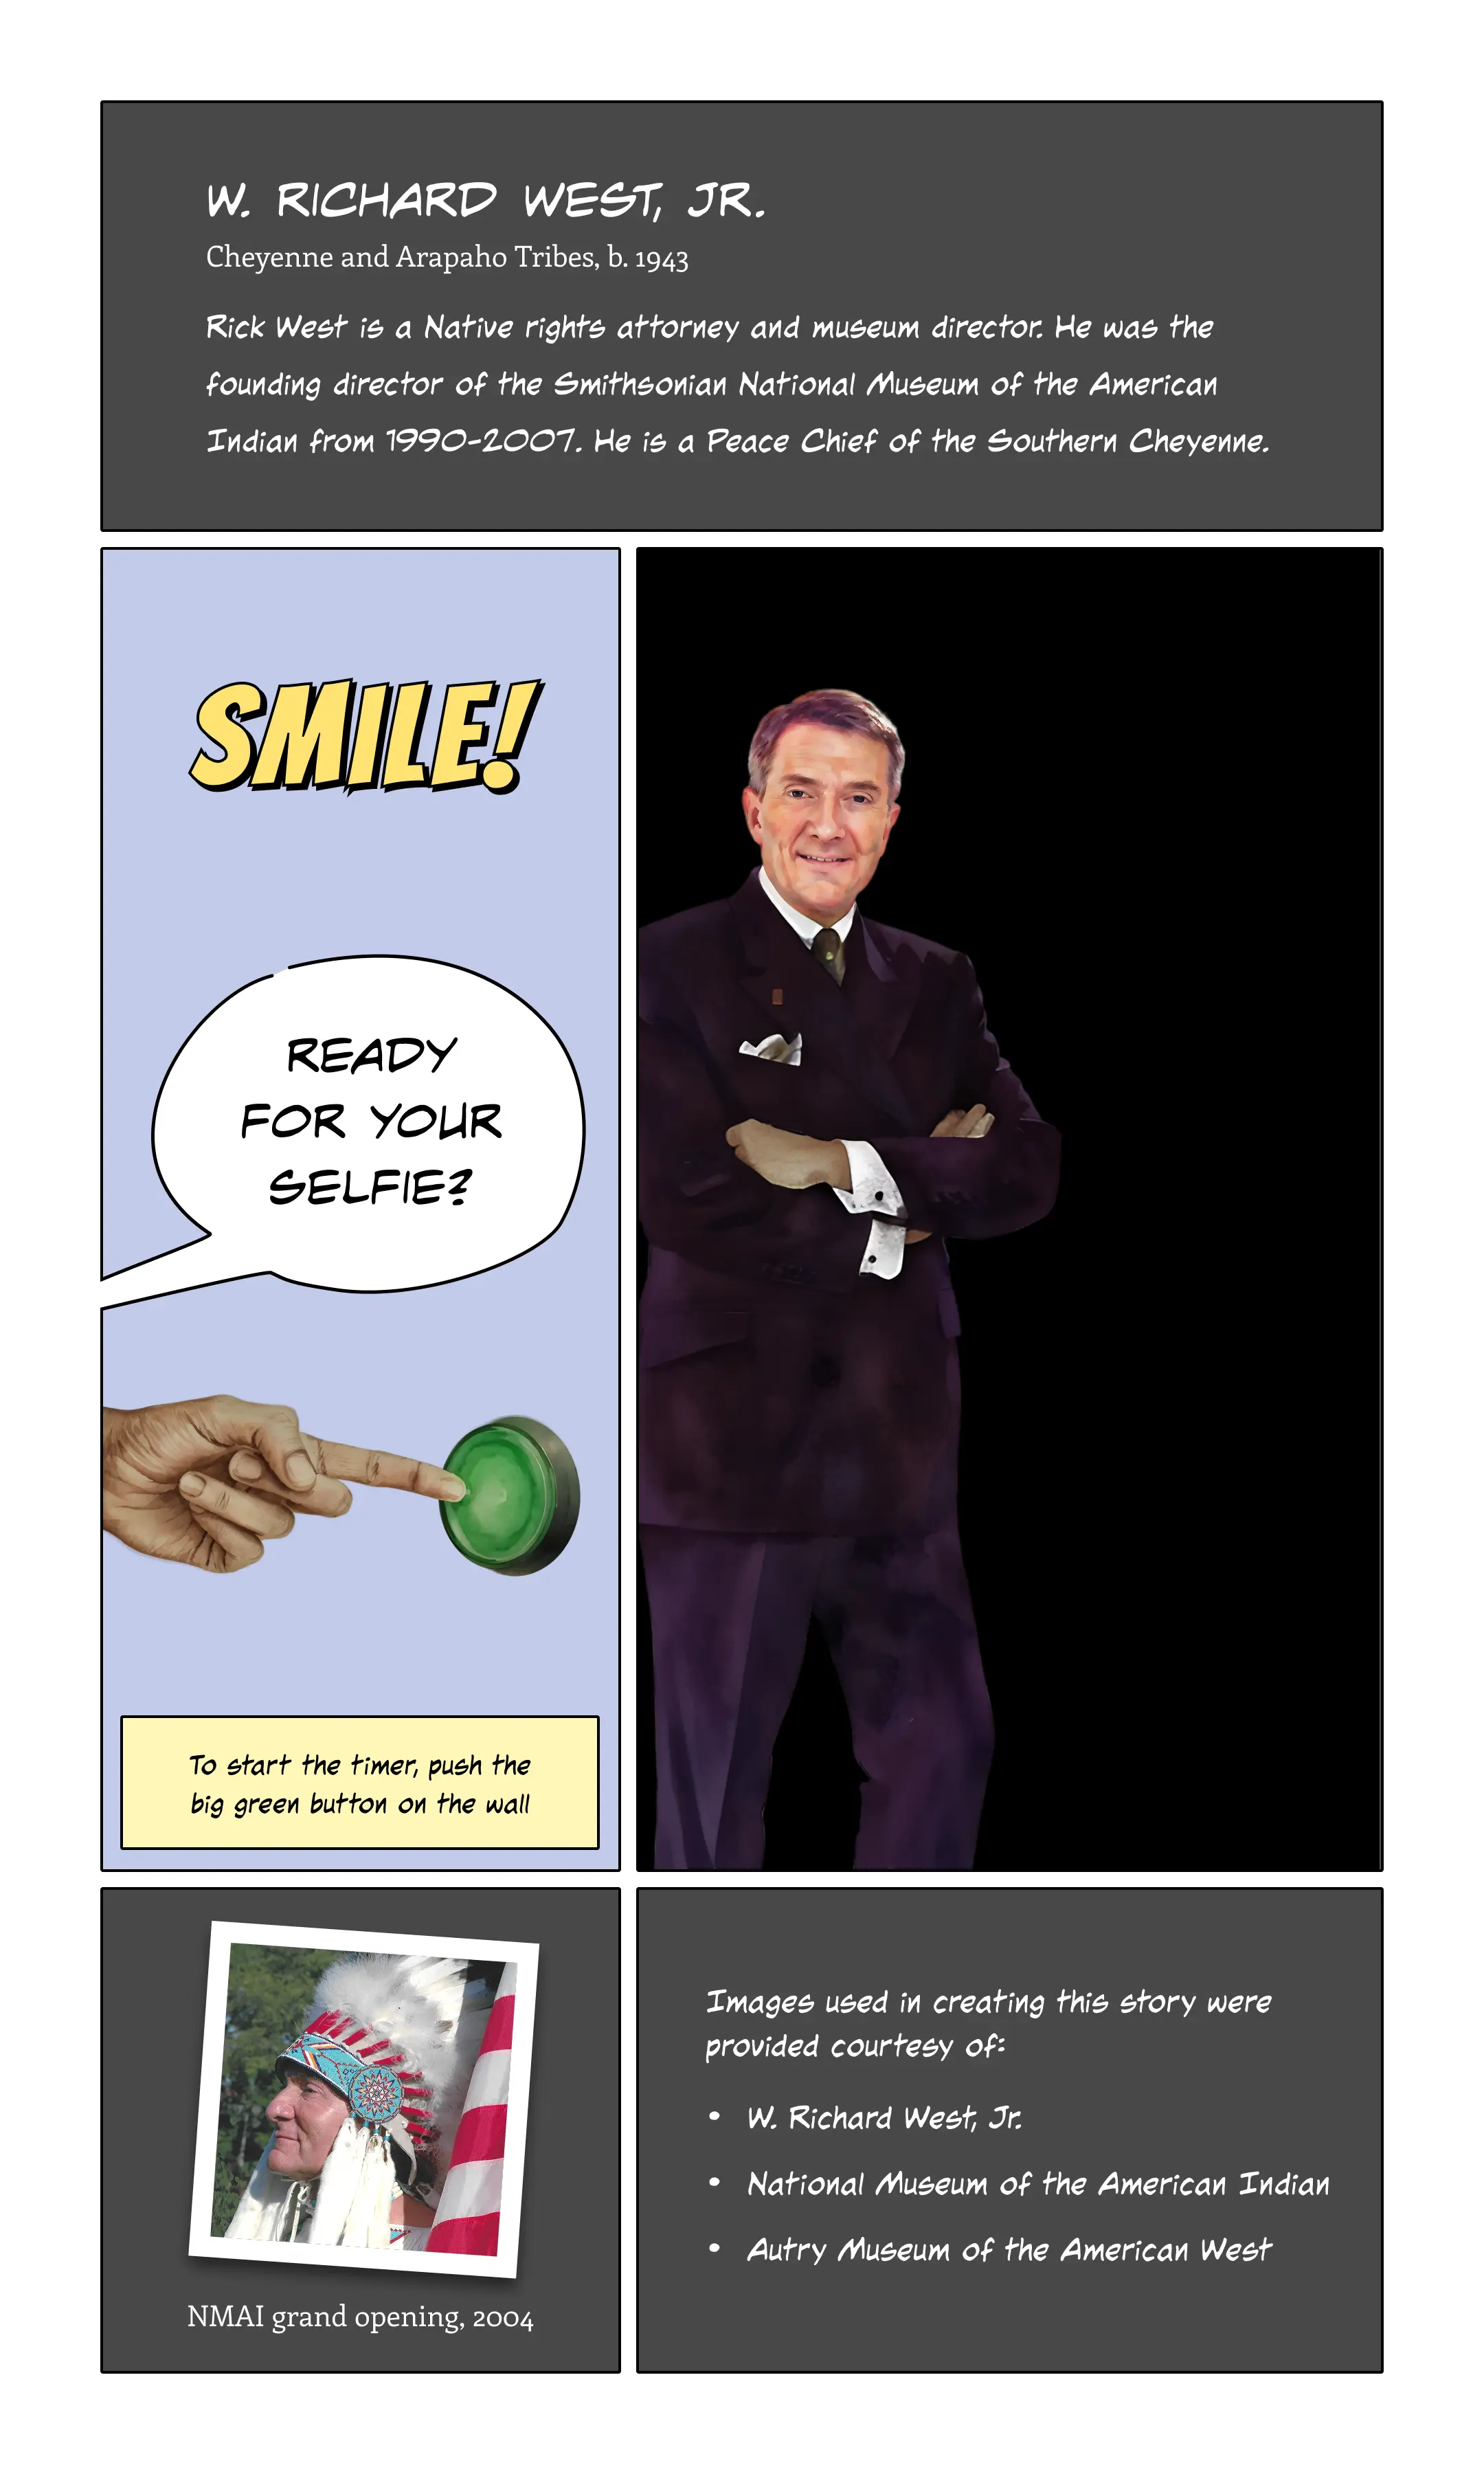 W. RICHARD WEST, JR.
Cheyenne and Arapaho Tribes, b. 1943
Rick West is a Native rights attorney and museum director. He was the
founding director of the Smithsonian National Museum of the American
Indian from 1990-2007. He is a Peace Chief of the Southern Cheyenne.
SMILE!
READY
FOR YOUR
SELFIE?
To start the timer, push the
big green button on the wall
NMAI grand opening, 2004
Images used in creating this story were
provided courtesy of:
• W. Richard West, Jr.
• National Museum of the American Indian
• Autry Museum of the American West